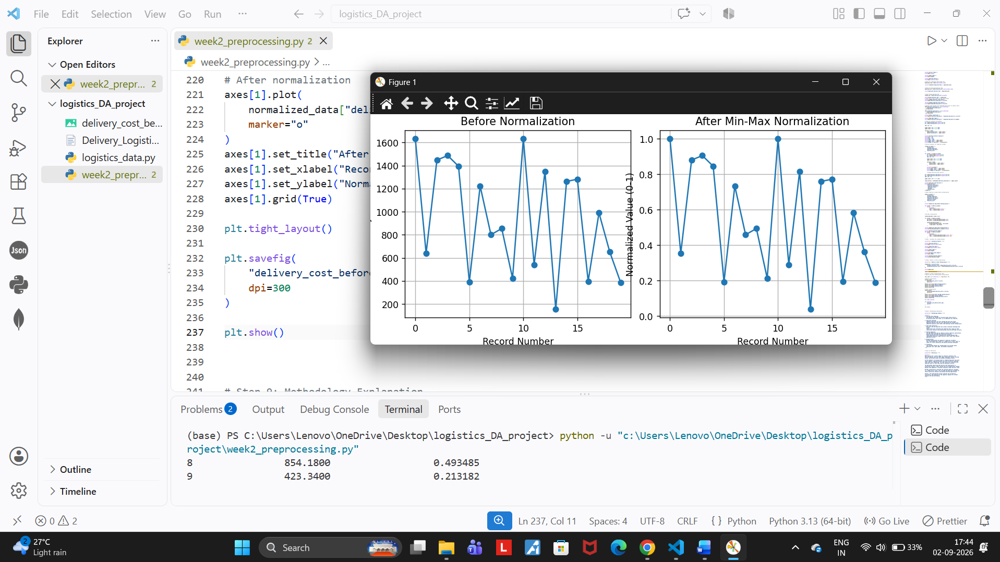 File
Edit
Selection
View
Go
Run
logistics_DA_project
Explorer
Open Editors
week2_prepr... 2
logistics_DA_project
delivery_cost_be...
Delivery_Logisti...
logistics_data.py
week2_prepr... 2
Outline
Timeline
Json
week2_preprocessing.py 2
week2_preprocessing.py > ...
220 # After normalization
221 axes[1].plot(
222 normalized_data["del
223 marker="o"
224 )
225 axes[1].set_title("After
226 axes[1].set_xlabel("Reco
227 axes[1].set_ylabel("Norma
228 axes[1].grid(True)
229
230 plt.tight_layout()
231
232 plt.savefig(
233 "delivery_cost_before
234 dpi=300
235 )
236
237 plt.show()
238
239
240
241 # Step 9: Methodology Explanation
Figure 1
Before Normalization
1600
1400
1200
1000
800
600
400
200
0 5 10 15
Record Number
After Min-Max Normalization
Normalized Value (0-1)
1.0
0.8
0.6
0.4
0.2
0.0
0 5 10 15
Record Number
Problems 2
Output
Debug Console
Terminal
Ports
(base) PS C:\Users\Lenovo\OneDrive\Desktop\logistics_DA_project> python -u "c:\Users\Lenovo\OneDrive\Desktop\logistics_DA_p
roject\week2_preprocessing.py"
8 854.1800 0.493485
9 423.3400 0.213182
Code
Code
0 2
Ln 237, Col 11
Spaces: 4
UTF-8
CRLF
{ } Python
Python 3.13 (64-bit)
Go Live
Prettier
2
27°C
Light rain
Search
ENG
IN
33%
17:44
02-09-2026